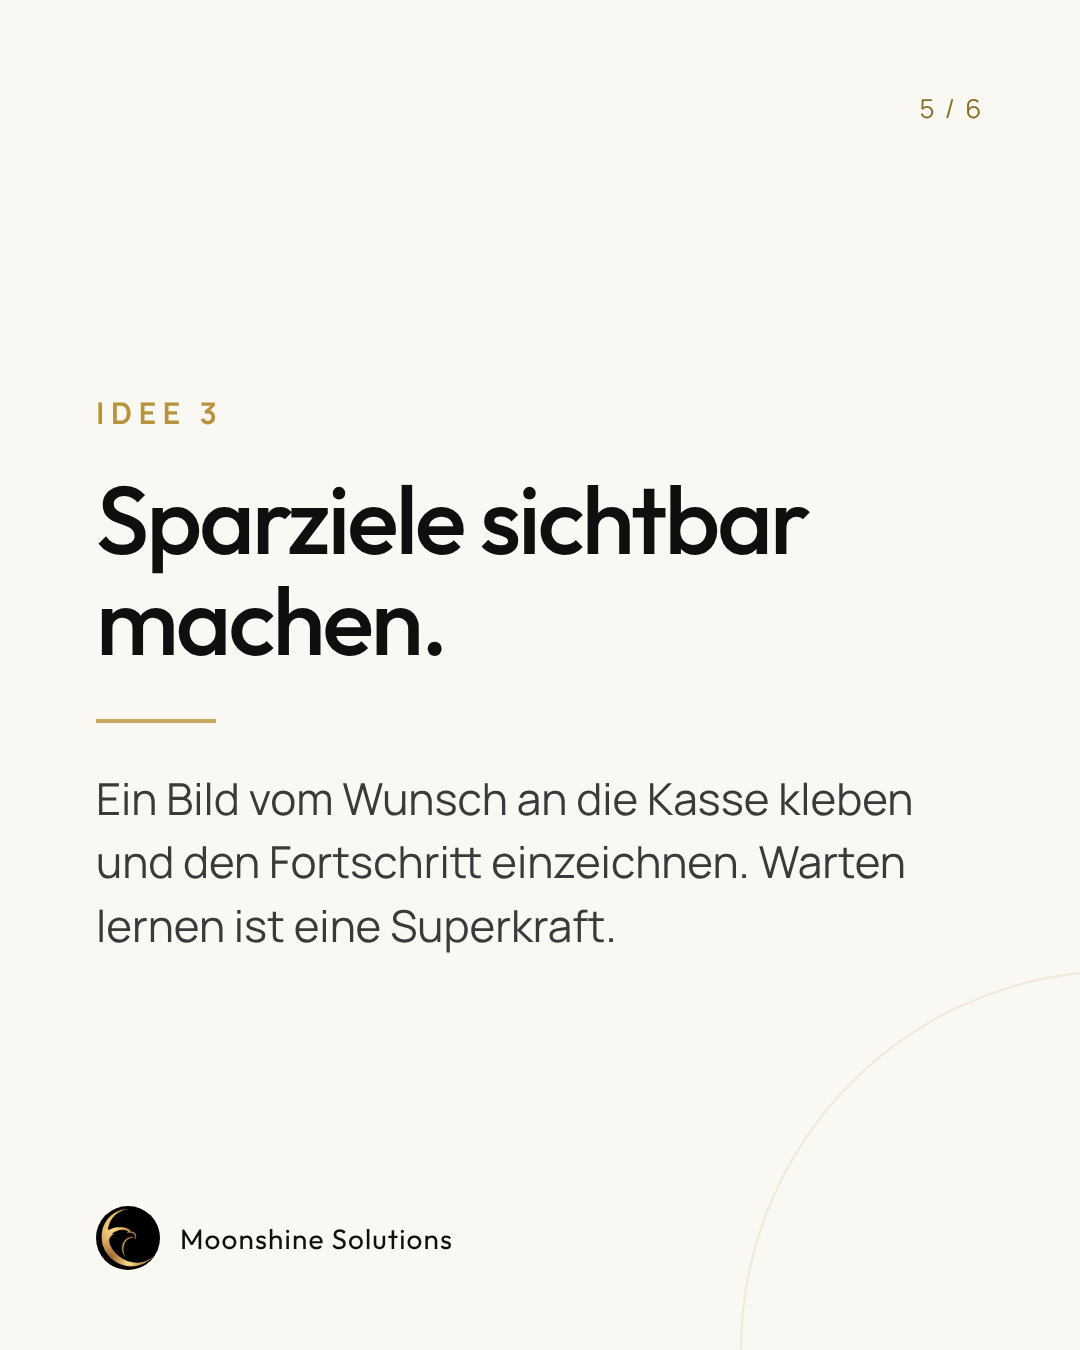 5 / 6
IDEE 3
Sparziele sichtbar
machen.
Ein Bild vom Wunsch an die Kasse kleben
und den Fortschritt einzeichnen. Warten
lernen ist eine Superkraft.
Moonshine Solutions